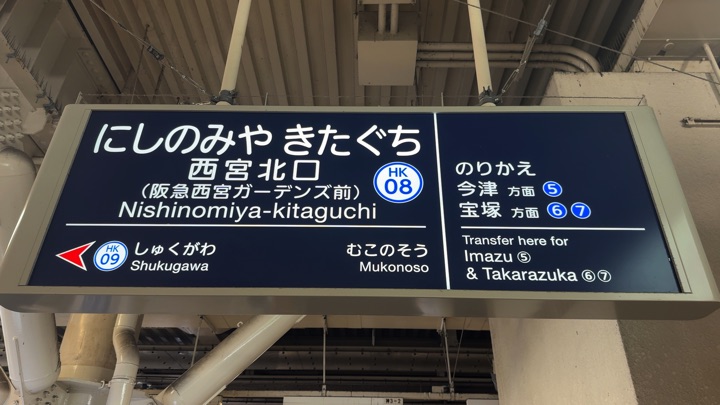 にしのみや きたぐち
西宮北口
(阪急西宮ガーデンズ前)
Nishinomiya-kitaguchi
HK
08
HK
09
しゅくがわ
Shukugawa
むこのそう
Mukonoso
のりかえ
今津 方面 5
宝塚 方面 6 7
Transfer here for
Imazu ⑤
& Takarazuka ⑥⑦